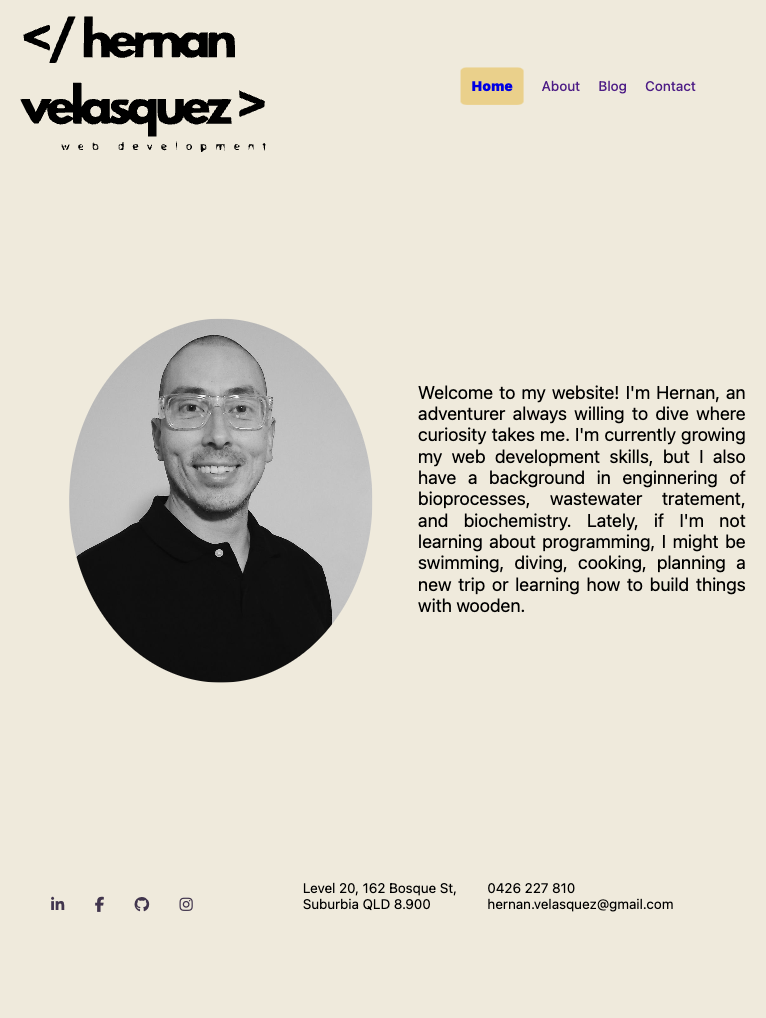 </ hernan
velasquez >
web development
Home About Blog Contact
Welcome to my website! I'm Hernan, an
adventurer always willing to dive where
curiosity takes me. I'm currently growing
my web development skills, but I also
have a background in enginnering of
bioprocesses, wastewater tratement,
and biochemistry. Lately, if I'm not
learning about programming, I might be
swimming, diving, cooking, planning a
new trip or learning how to build things
with wooden.
Level 20, 162 Bosque St,
Suburbia QLD 8.900
0426 227 810
hernan.velasquez@gmail.com